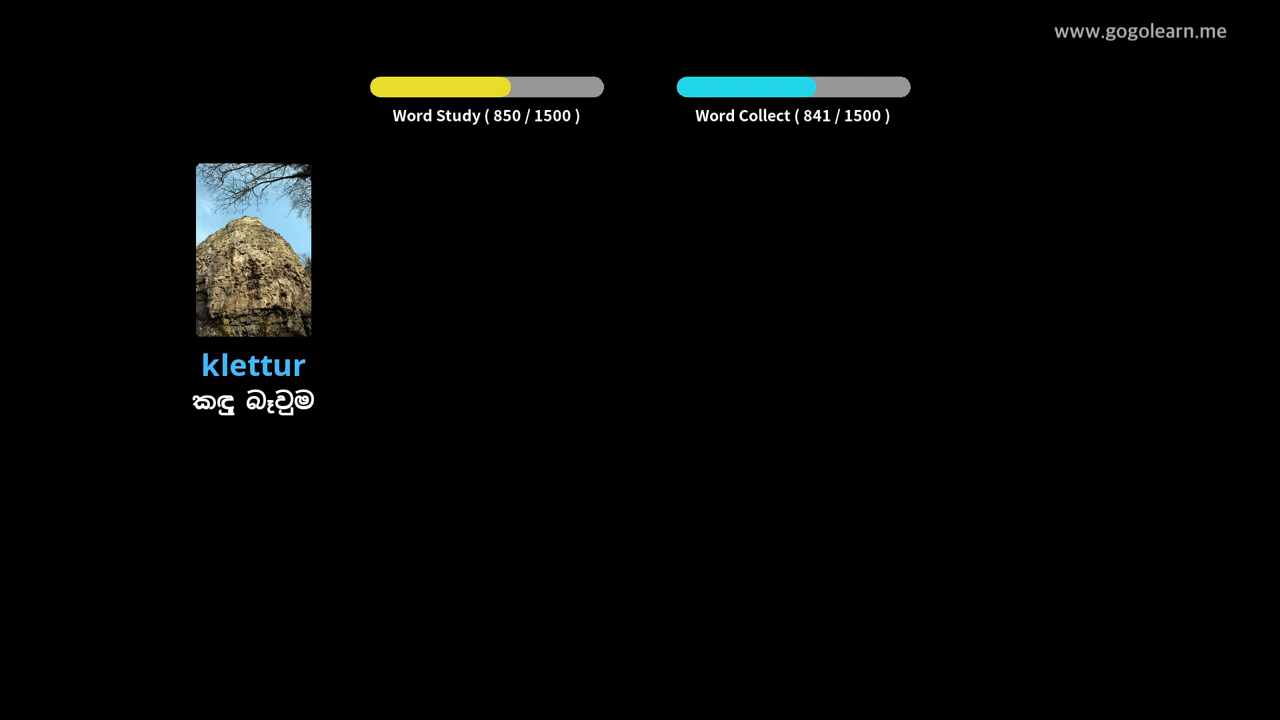 www.gogolearn.me
Word Study ( 850 / 1500 )
Word Collect ( 841 / 1500 )
klettur
කඳු බෑවුම